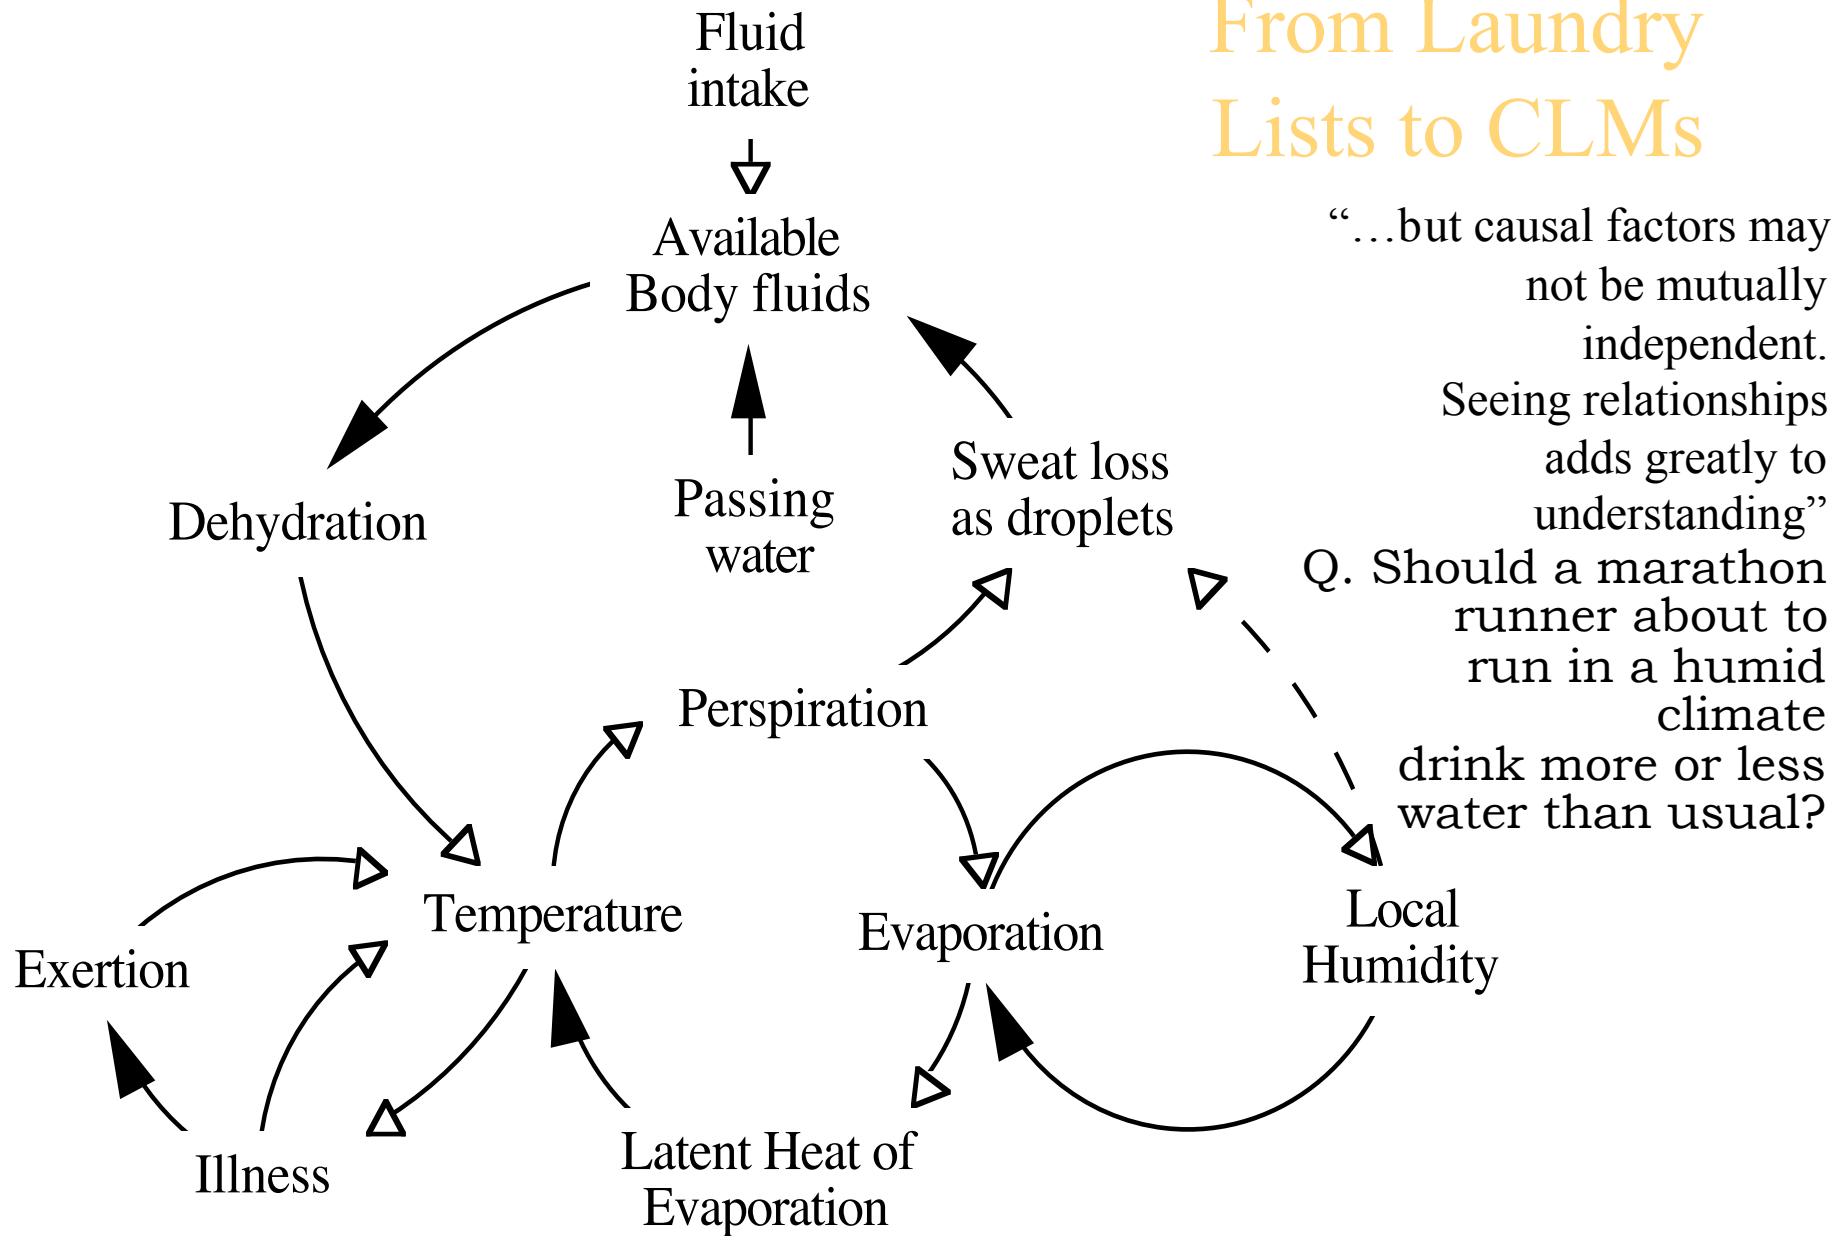 From Laundry
Lists to CLMs
Fluid
intake
Available
Body fluids
“…but causal factors may
not be mutually
independent.
Seeing relationships
adds greatly to
understanding”
Q. Should a marathon
runner about to
run in a humid
climate
drink more or less
water than usual?
Dehydration
Passing
water
Sweat loss
as droplets
Perspiration
Temperature
Evaporation
Local
Humidity
Exertion
Illness
Latent Heat of
Evaporation